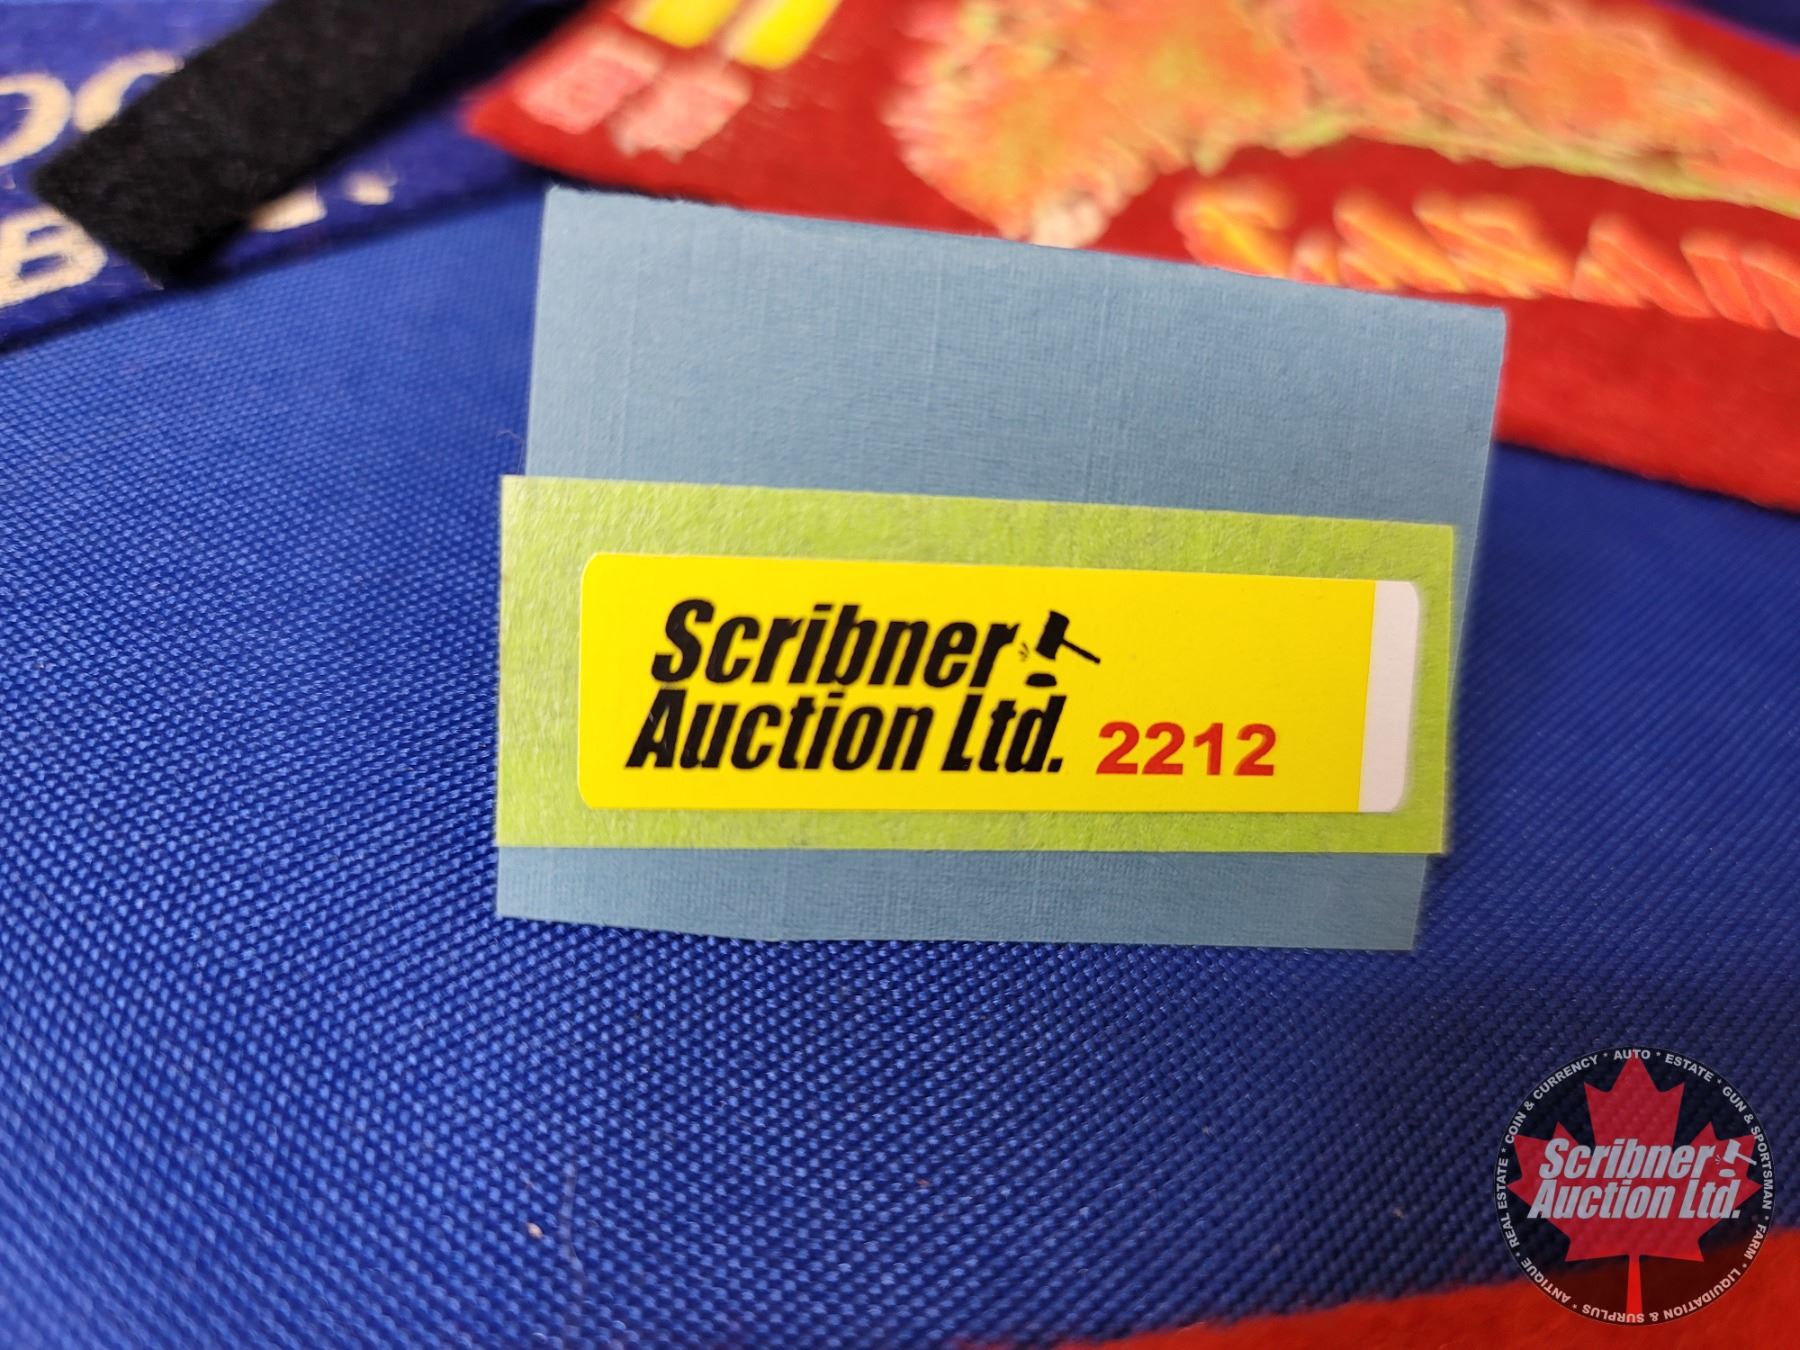 Scribner
Auction Ltd. 2212
COIN & CURRENCY * AUTO * ESTATE * GUN & SPORTSMAN * FARM * LIQUIDATION & SURPLUS * ANTIQUE * REAL ESTATE *
Scribner
Auction Ltd.